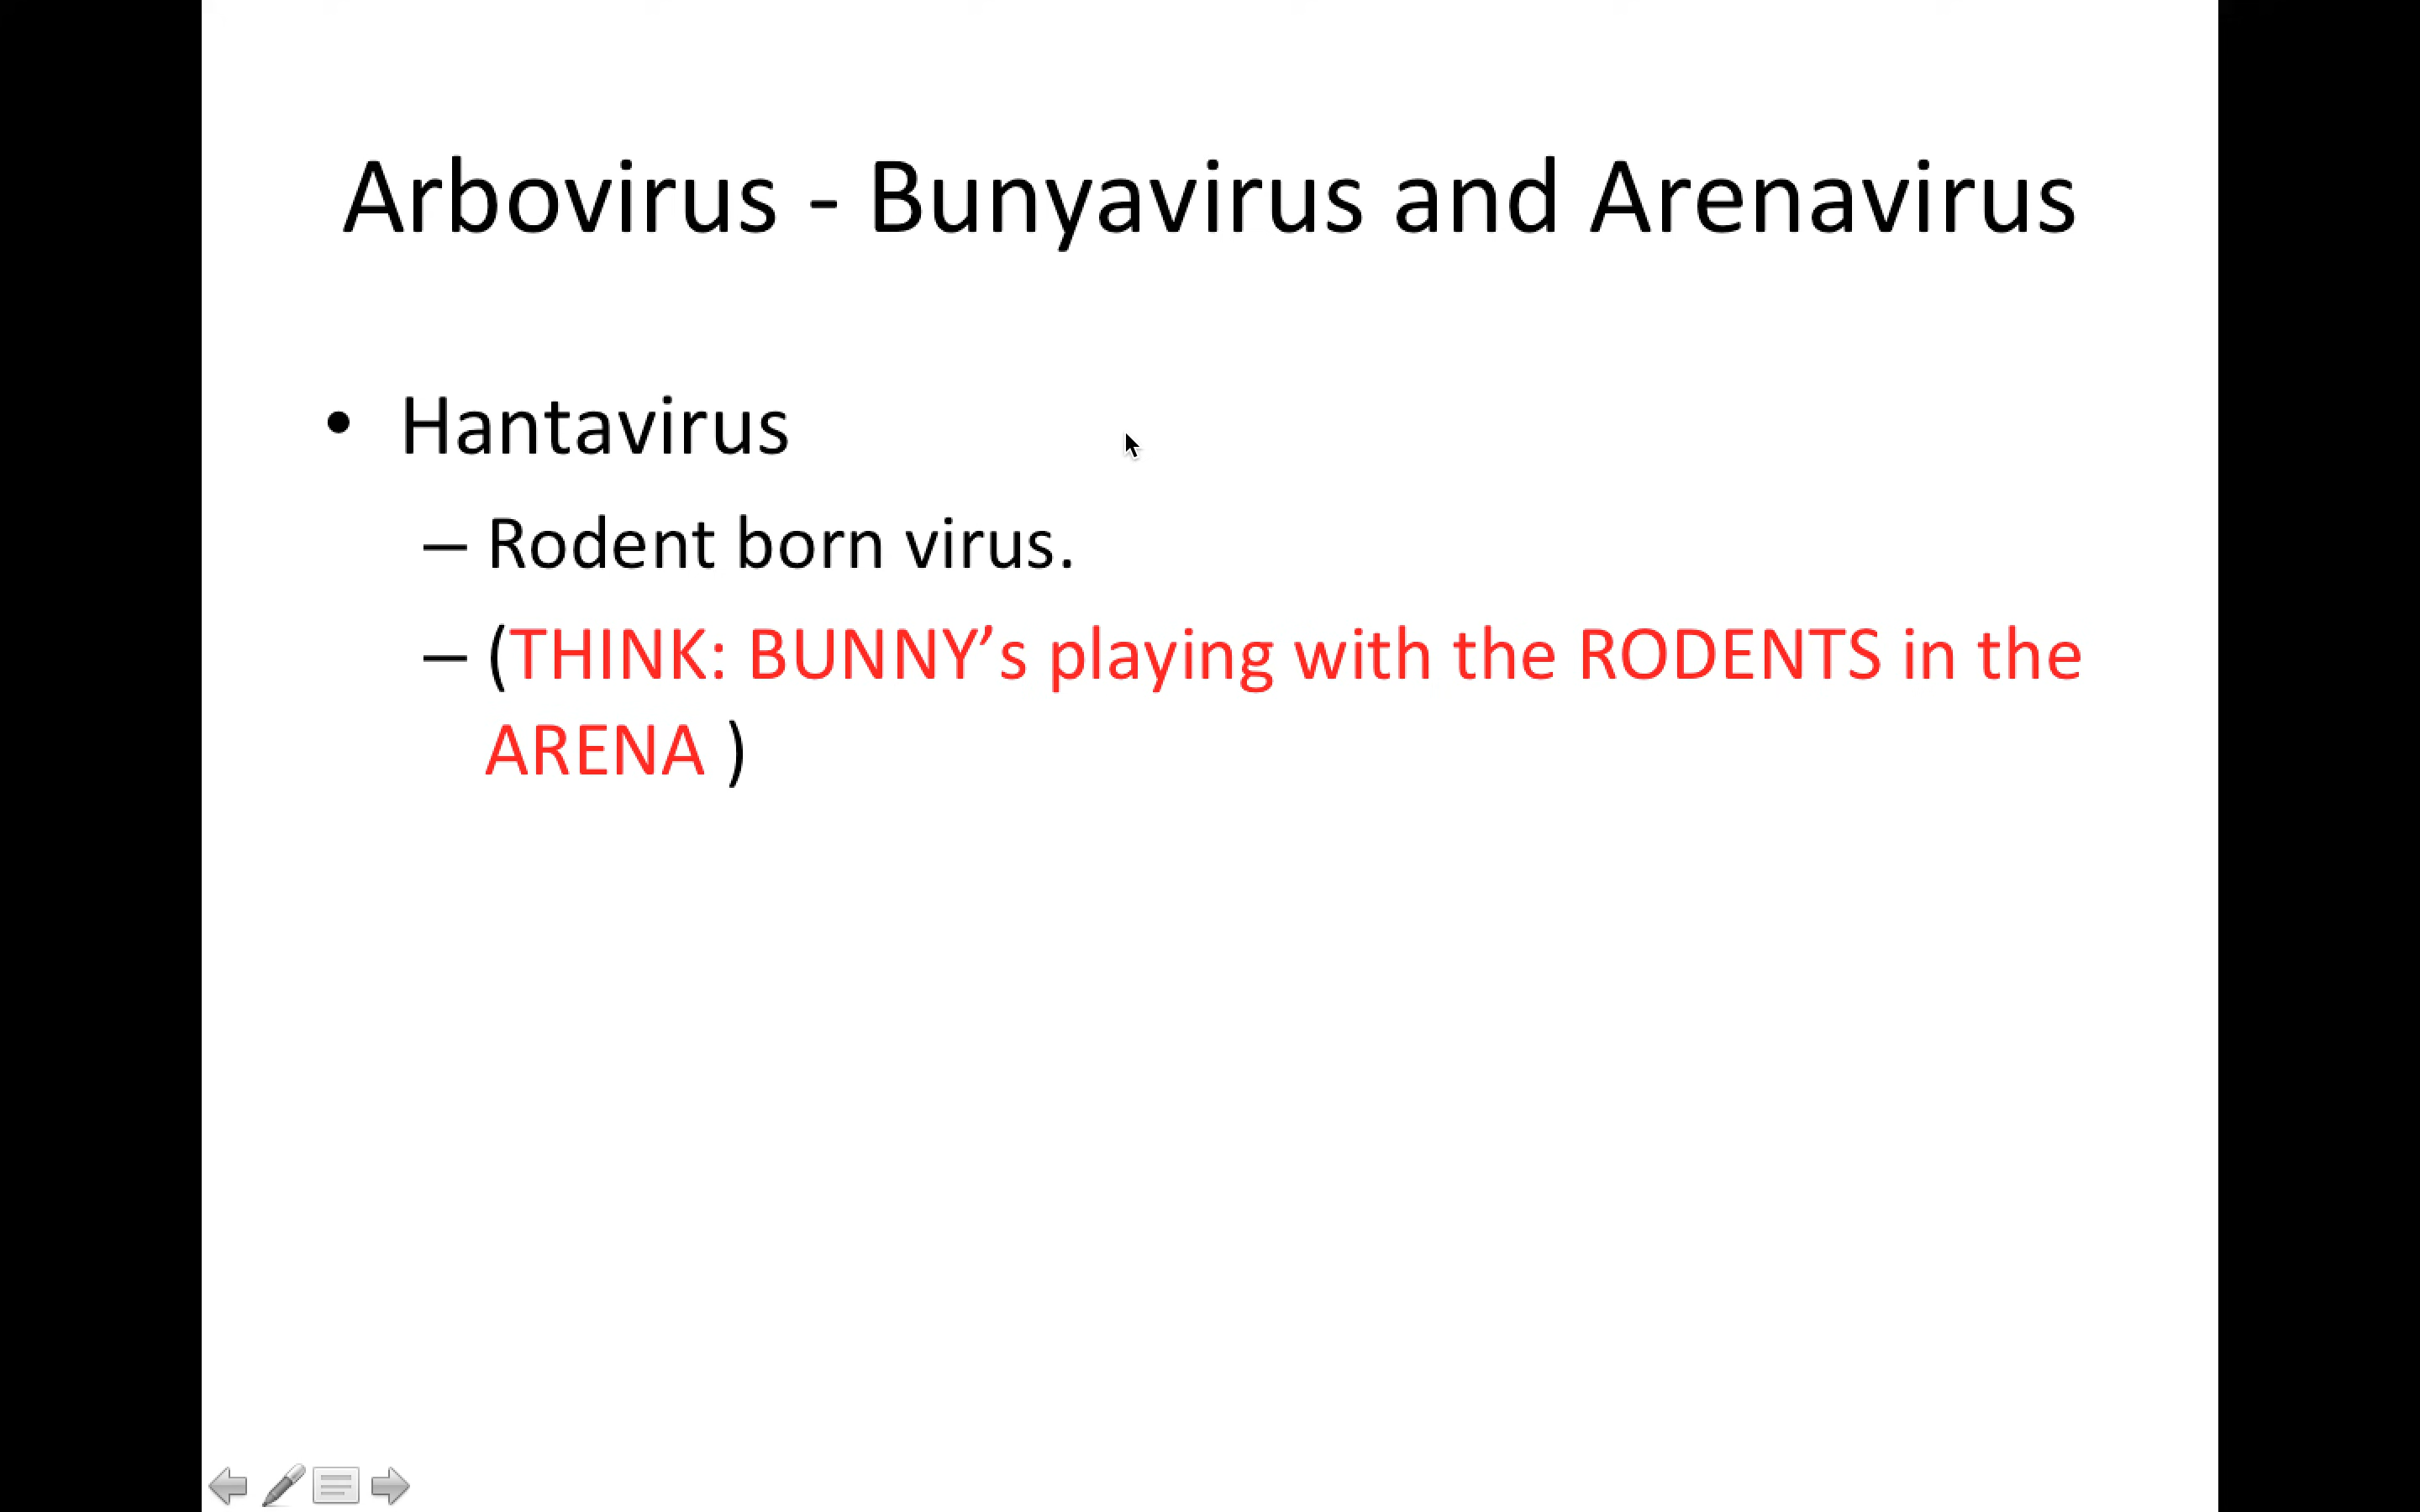 Arbovirus - Bunyavirus and Arenavirus
• Hantavirus
– Rodent born virus.
– (THINK: BUNNY’s playing with the RODENTS in the
ARENA )